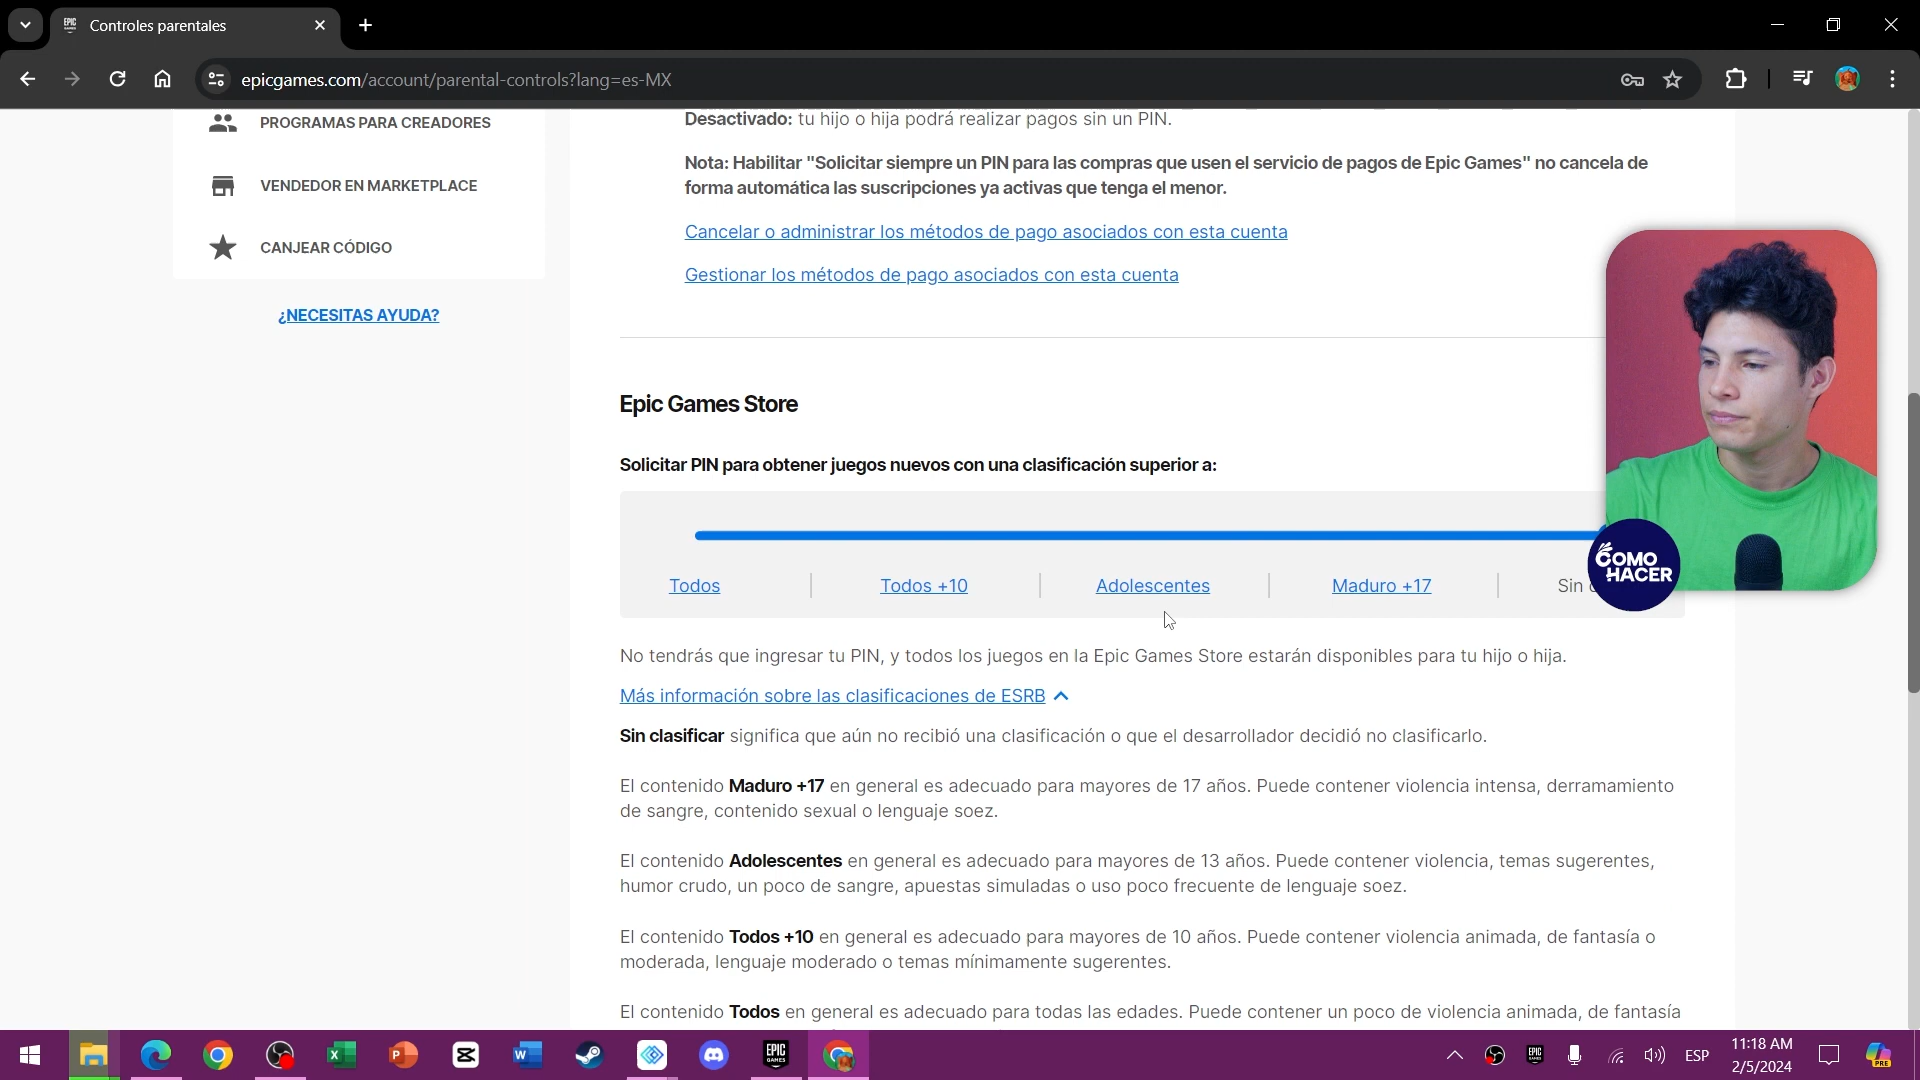 Controles parentales
epicgames.com/account/parental-controls?lang=es-MX
PROGRAMAS PARA CREADORES
VENDEDOR EN MARKETPLACE
CANJEAR CÓDIGO
¿NECESITAS AYUDA?
Desactivado: tu hijo o hija podrá realizar pagos sin un PIN.
Nota: Habilitar "Solicitar siempre un PIN para las compras que usen el servicio de pagos de Epic Games" no cancela de
forma automática las suscripciones ya activas que tenga el menor.
Cancelar o administrar los métodos de pago asociados con esta cuenta
Gestionar los métodos de pago asociados con esta cuenta
Epic Games Store
Solicitar PIN para obtener juegos nuevos con una clasificación superior a:
Todos
Todos +10
Adolescentes
Maduro +17
Sin
COMO
HACER
No tendrás que ingresar tu PIN, y todos los juegos en la Epic Games Store estarán disponibles para tu hijo o hija.
Más información sobre las clasificaciones de ESRB
Sin clasificar significa que aún no recibió una clasificación o que el desarrollador decidió no clasificarlo.
El contenido Maduro +17 en general es adecuado para mayores de 17 años. Puede contener violencia intensa, derramamiento
de sangre, contenido sexual o lenguaje soez.
El contenido Adolescentes en general es adecuado para mayores de 13 años. Puede contener violencia, temas sugerentes,
humor crudo, un poco de sangre, apuestas simuladas o uso poco frecuente de lenguaje soez.
El contenido Todos +10 en general es adecuado para mayores de 10 años. Puede contener violencia animada, de fantasía o
moderada, lenguaje moderado o temas mínimamente sugerentes.
El contenido Todos en general es adecuado para todas las edades. Puede contener un poco de violencia animada, de fantasía
EPIC
GAMES
ESP
11:18 AM
2/5/2024
PRE